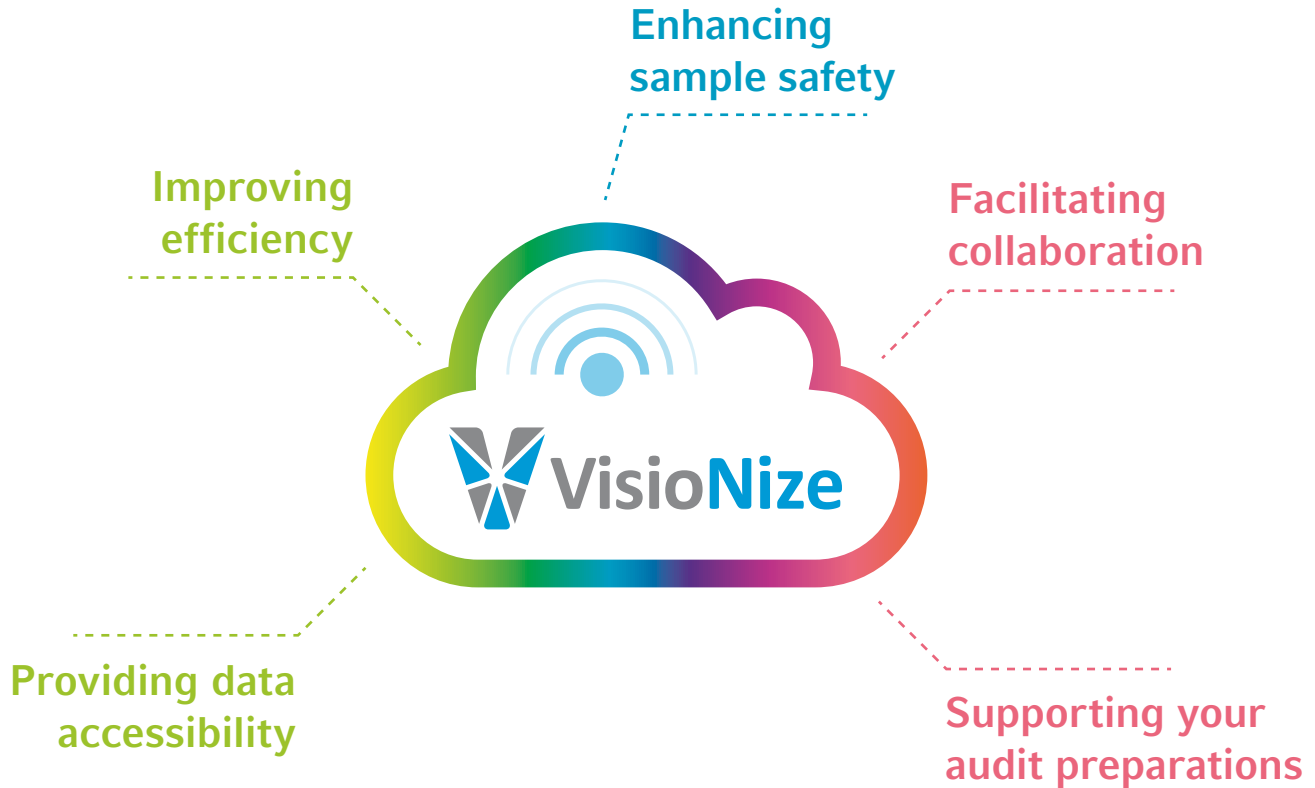 Enhancing
sample safety
Improving
efficiency
Facilitating
collaboration
VisioNize
Providing data
accessibility
Supporting your
audit preparations